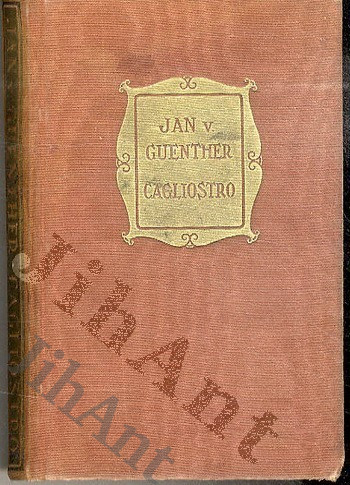 JAN v.
GUENTHER
CAGLIOSTRO
JihAnt
JihAnt